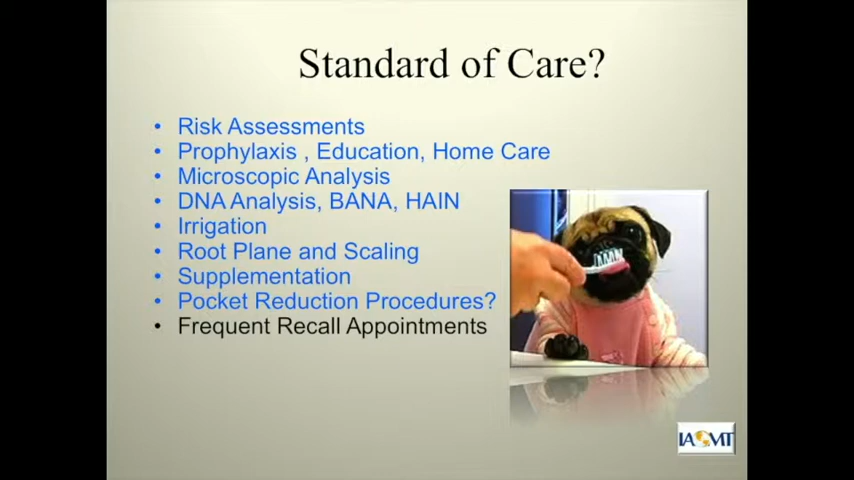 Standard of Care?
• Risk Assessments
• Prophylaxis , Education, Home Care
• Microscopic Analysis
• DNA Analysis, BANA, HAIN
• Irrigation
• Root Plane and Scaling
• Supplementation
• Pocket Reduction Procedures?
• Frequent Recall Appointments
IAOMT